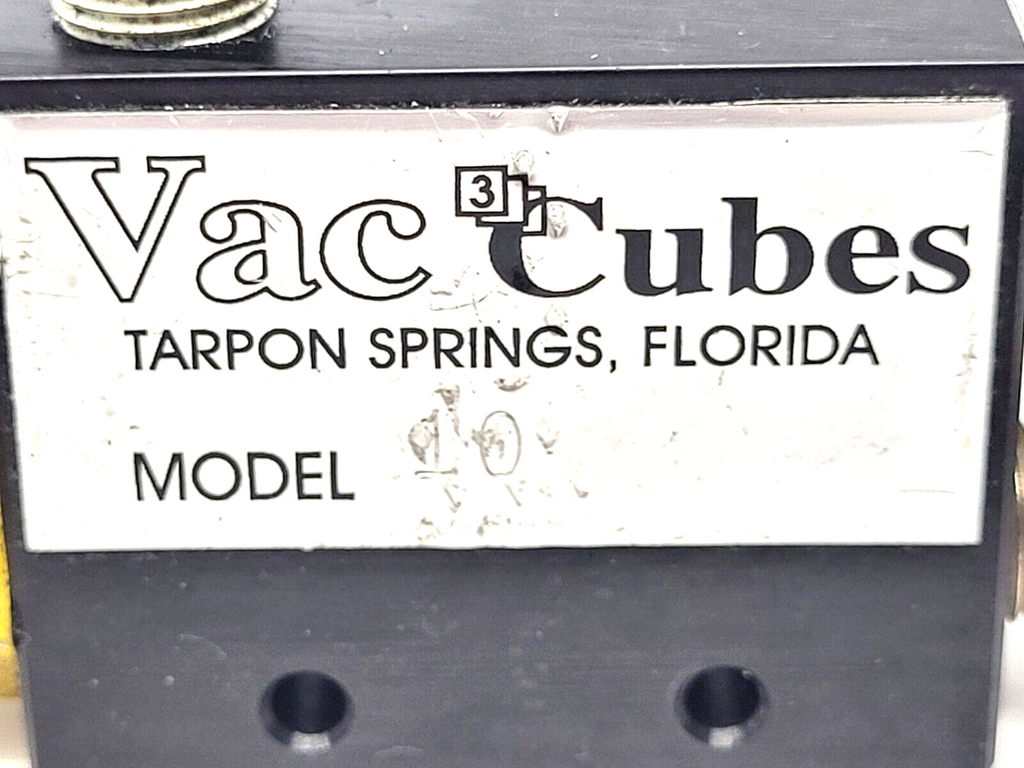 Vac 3 Cubes
TARPON SPRINGS, FLORIDA
MODEL 10